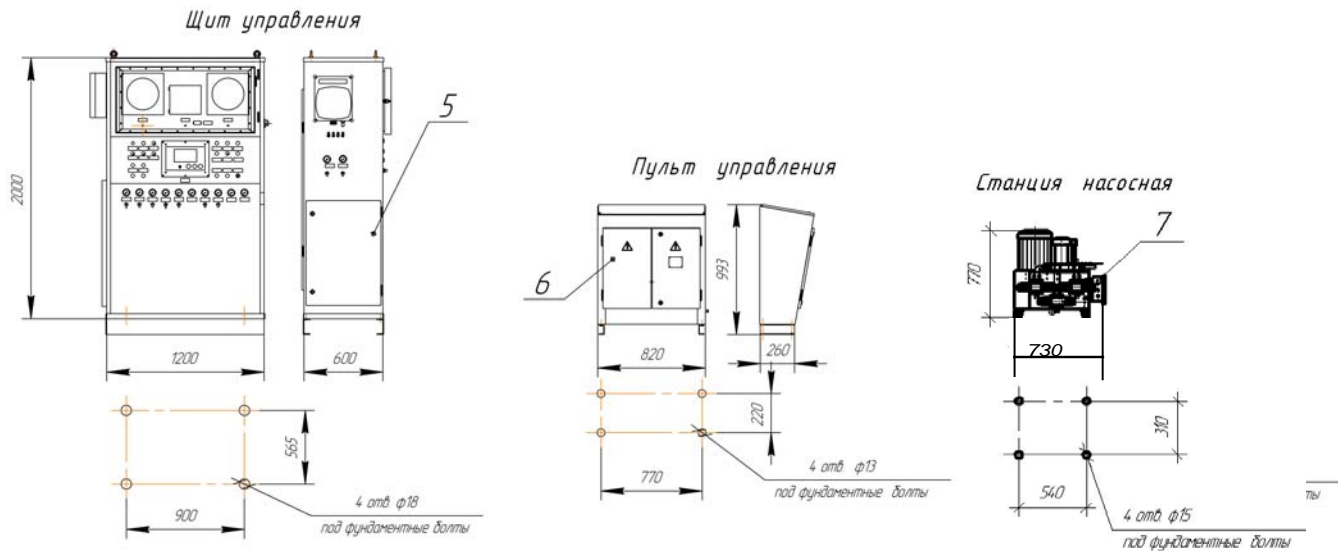 Щит управления
2000
5
1200
600
565
900
4 отв. ф18
под фундаментные болты
Пульт управления
6
993
820
260
220
770
4 отв ф13
под фундаментные болты
Станция насосная
7
770
730
310
540
4 отв. ф15
под фундаментные болты
ты